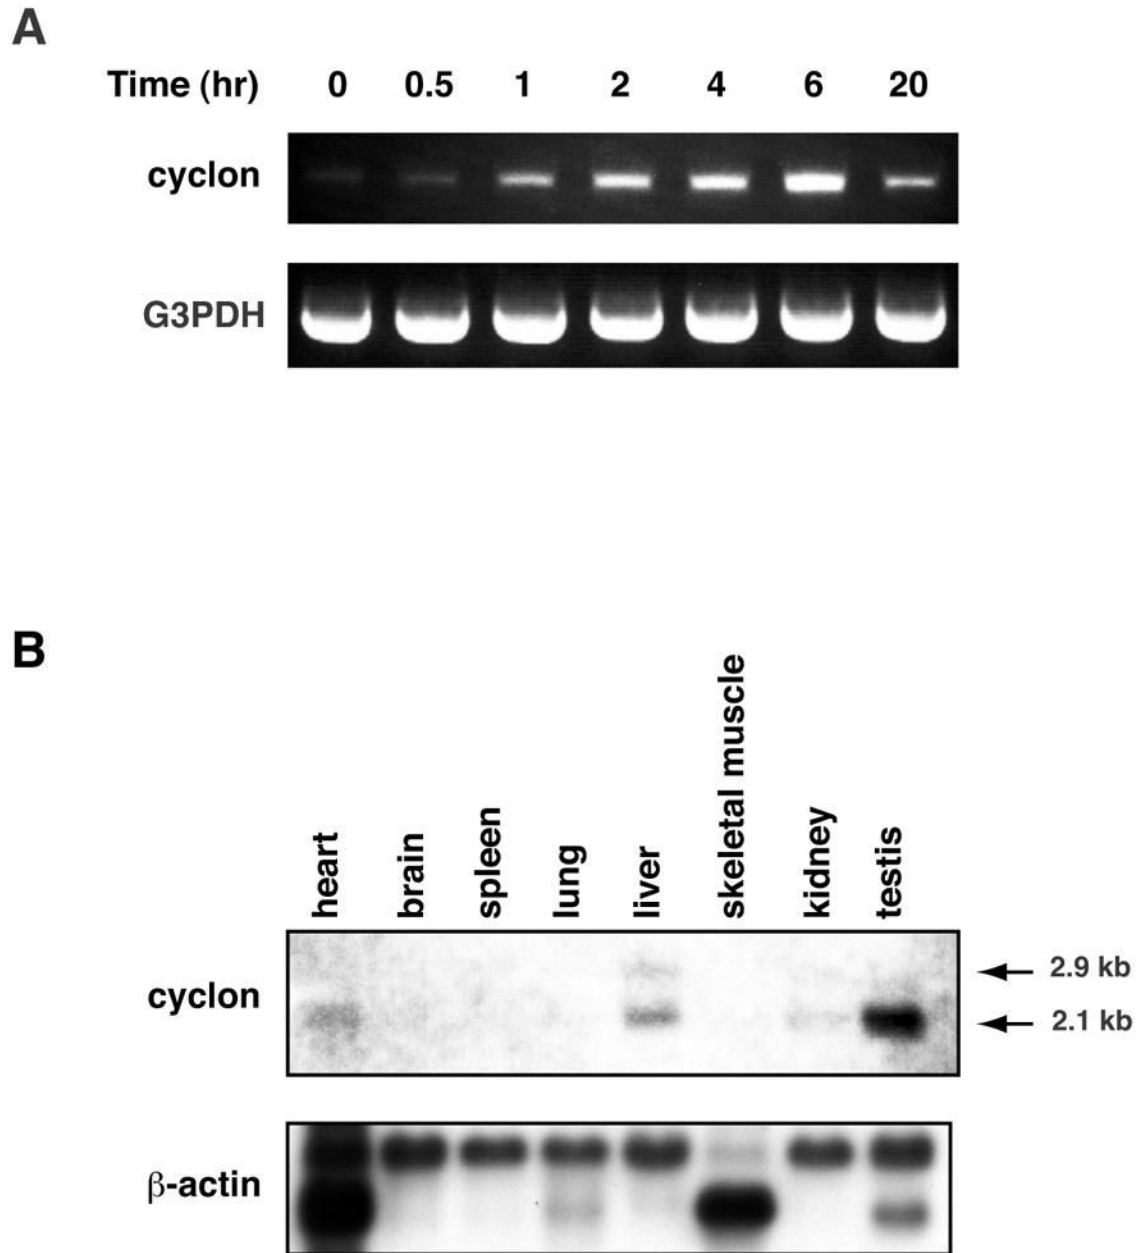 A
Time (hr) 0 0.5 1 2 4 6 20
cyclon
G3PDH
B
heart brain spleen lung liver skeletal muscle kidney testis
cyclon
2.9 kb
2.1 kb
β-actin